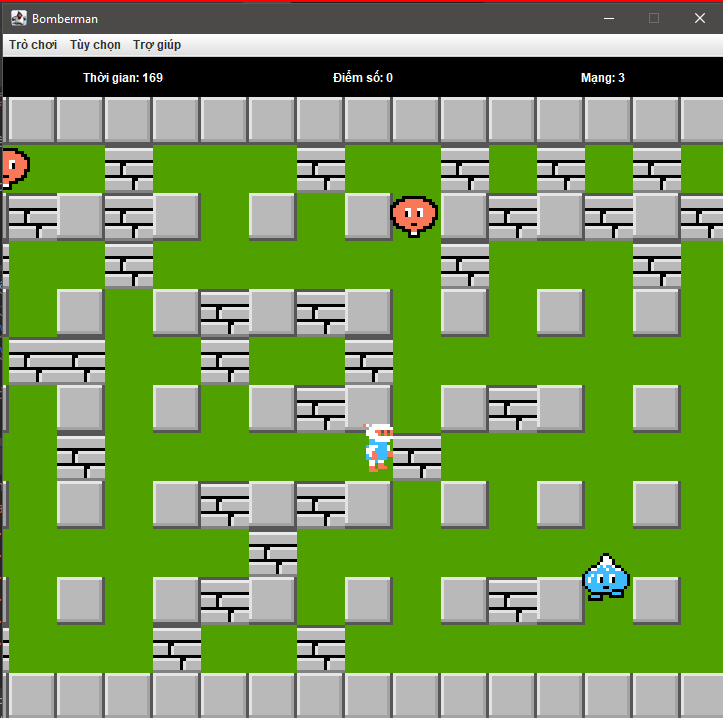 Bomberman
Trò chơi Tùy chọn Trợ giúp
Thời gian: 169 Điểm số: 0 Mạng: 3